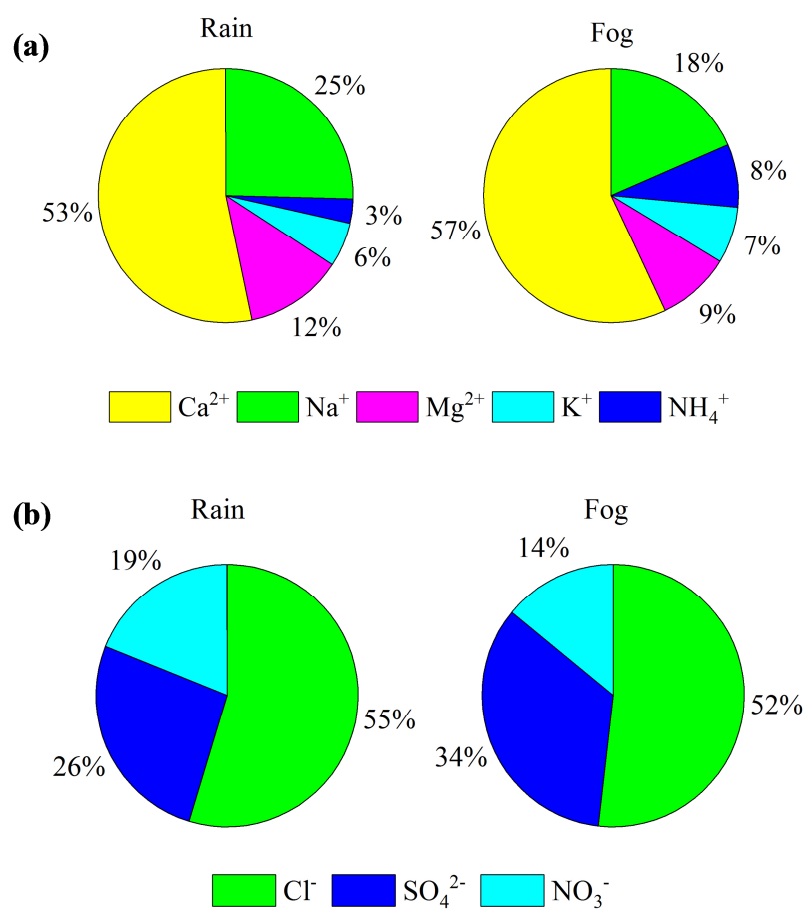 (a)
Rain
Fog
25%
18%
53%
3%
6%
12%
57%
8%
7%
9%
Ca²⁺ Na⁺ Mg²⁺ K⁺ NH₄⁺
(b)
Rain
Fog
19%
14%
55%
26%
52%
34%
Cl⁻ SO₄²⁻ NO₃⁻